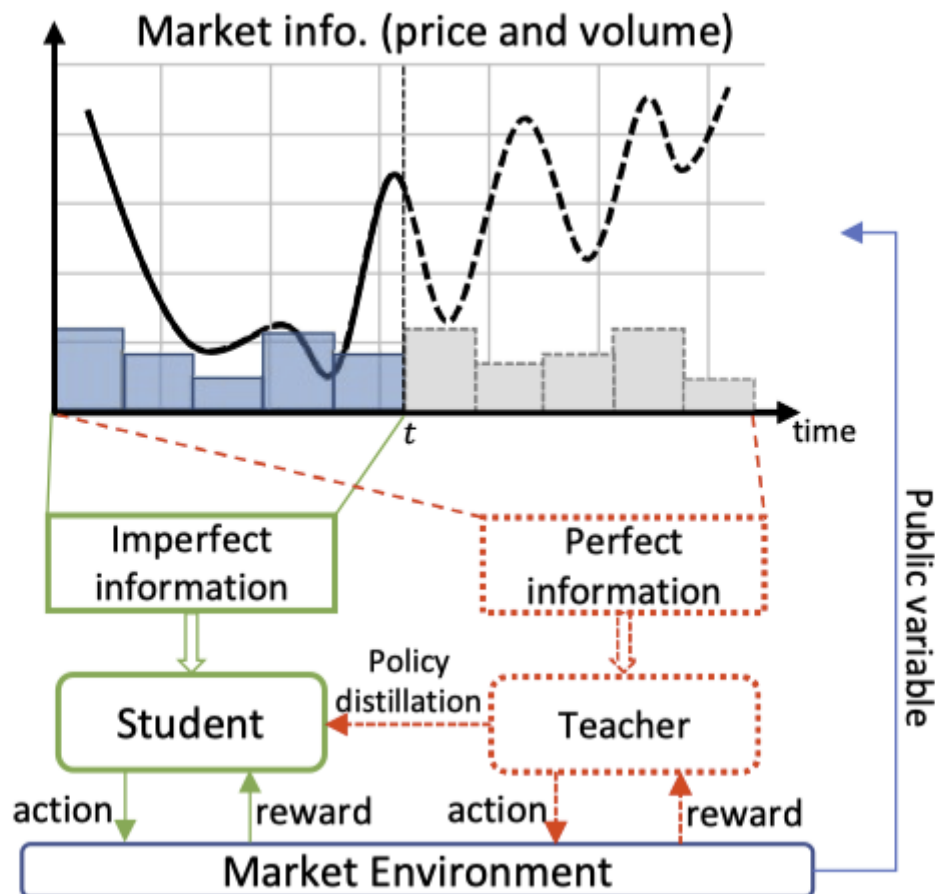 Market info. (price and volume)
t
time
Imperfect
information
Perfect
information
Public variable
Policy
distillation
Student
Teacher
action
reward
action
reward
Market Environment